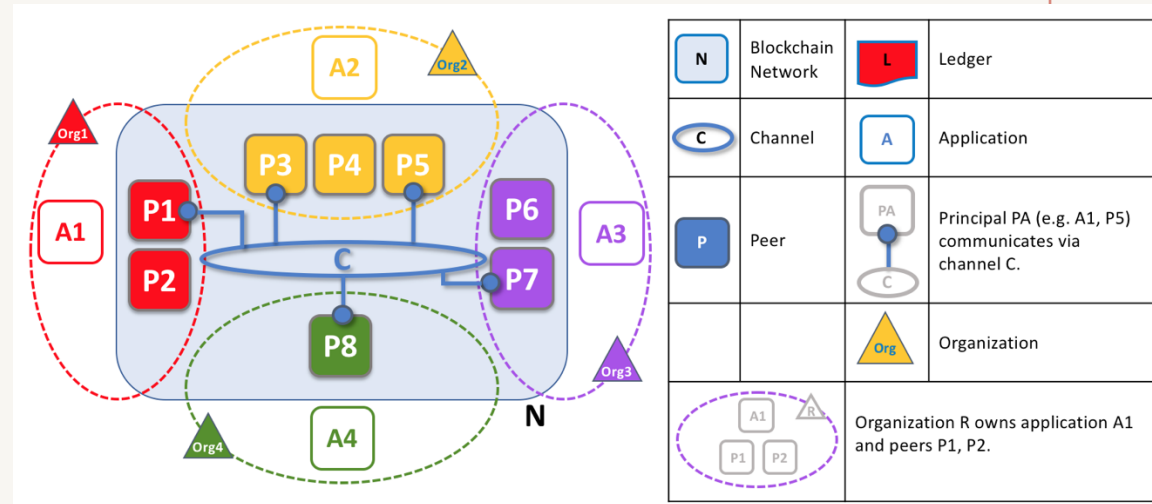 A2
Org2
Org1
P3
P4
P5
P1
P6
A1
A3
C
P2
P7
P8
Org3
N
A4
Org4
N
Blockchain
Network
L
Ledger
C
Channel
A
Application
P
Peer
PA
C
Principal PA (e.g. A1, P5)
communicates via
channel C.
Org
Organization
A1
R
P1
P2
Organization R owns application A1
and peers P1, P2.